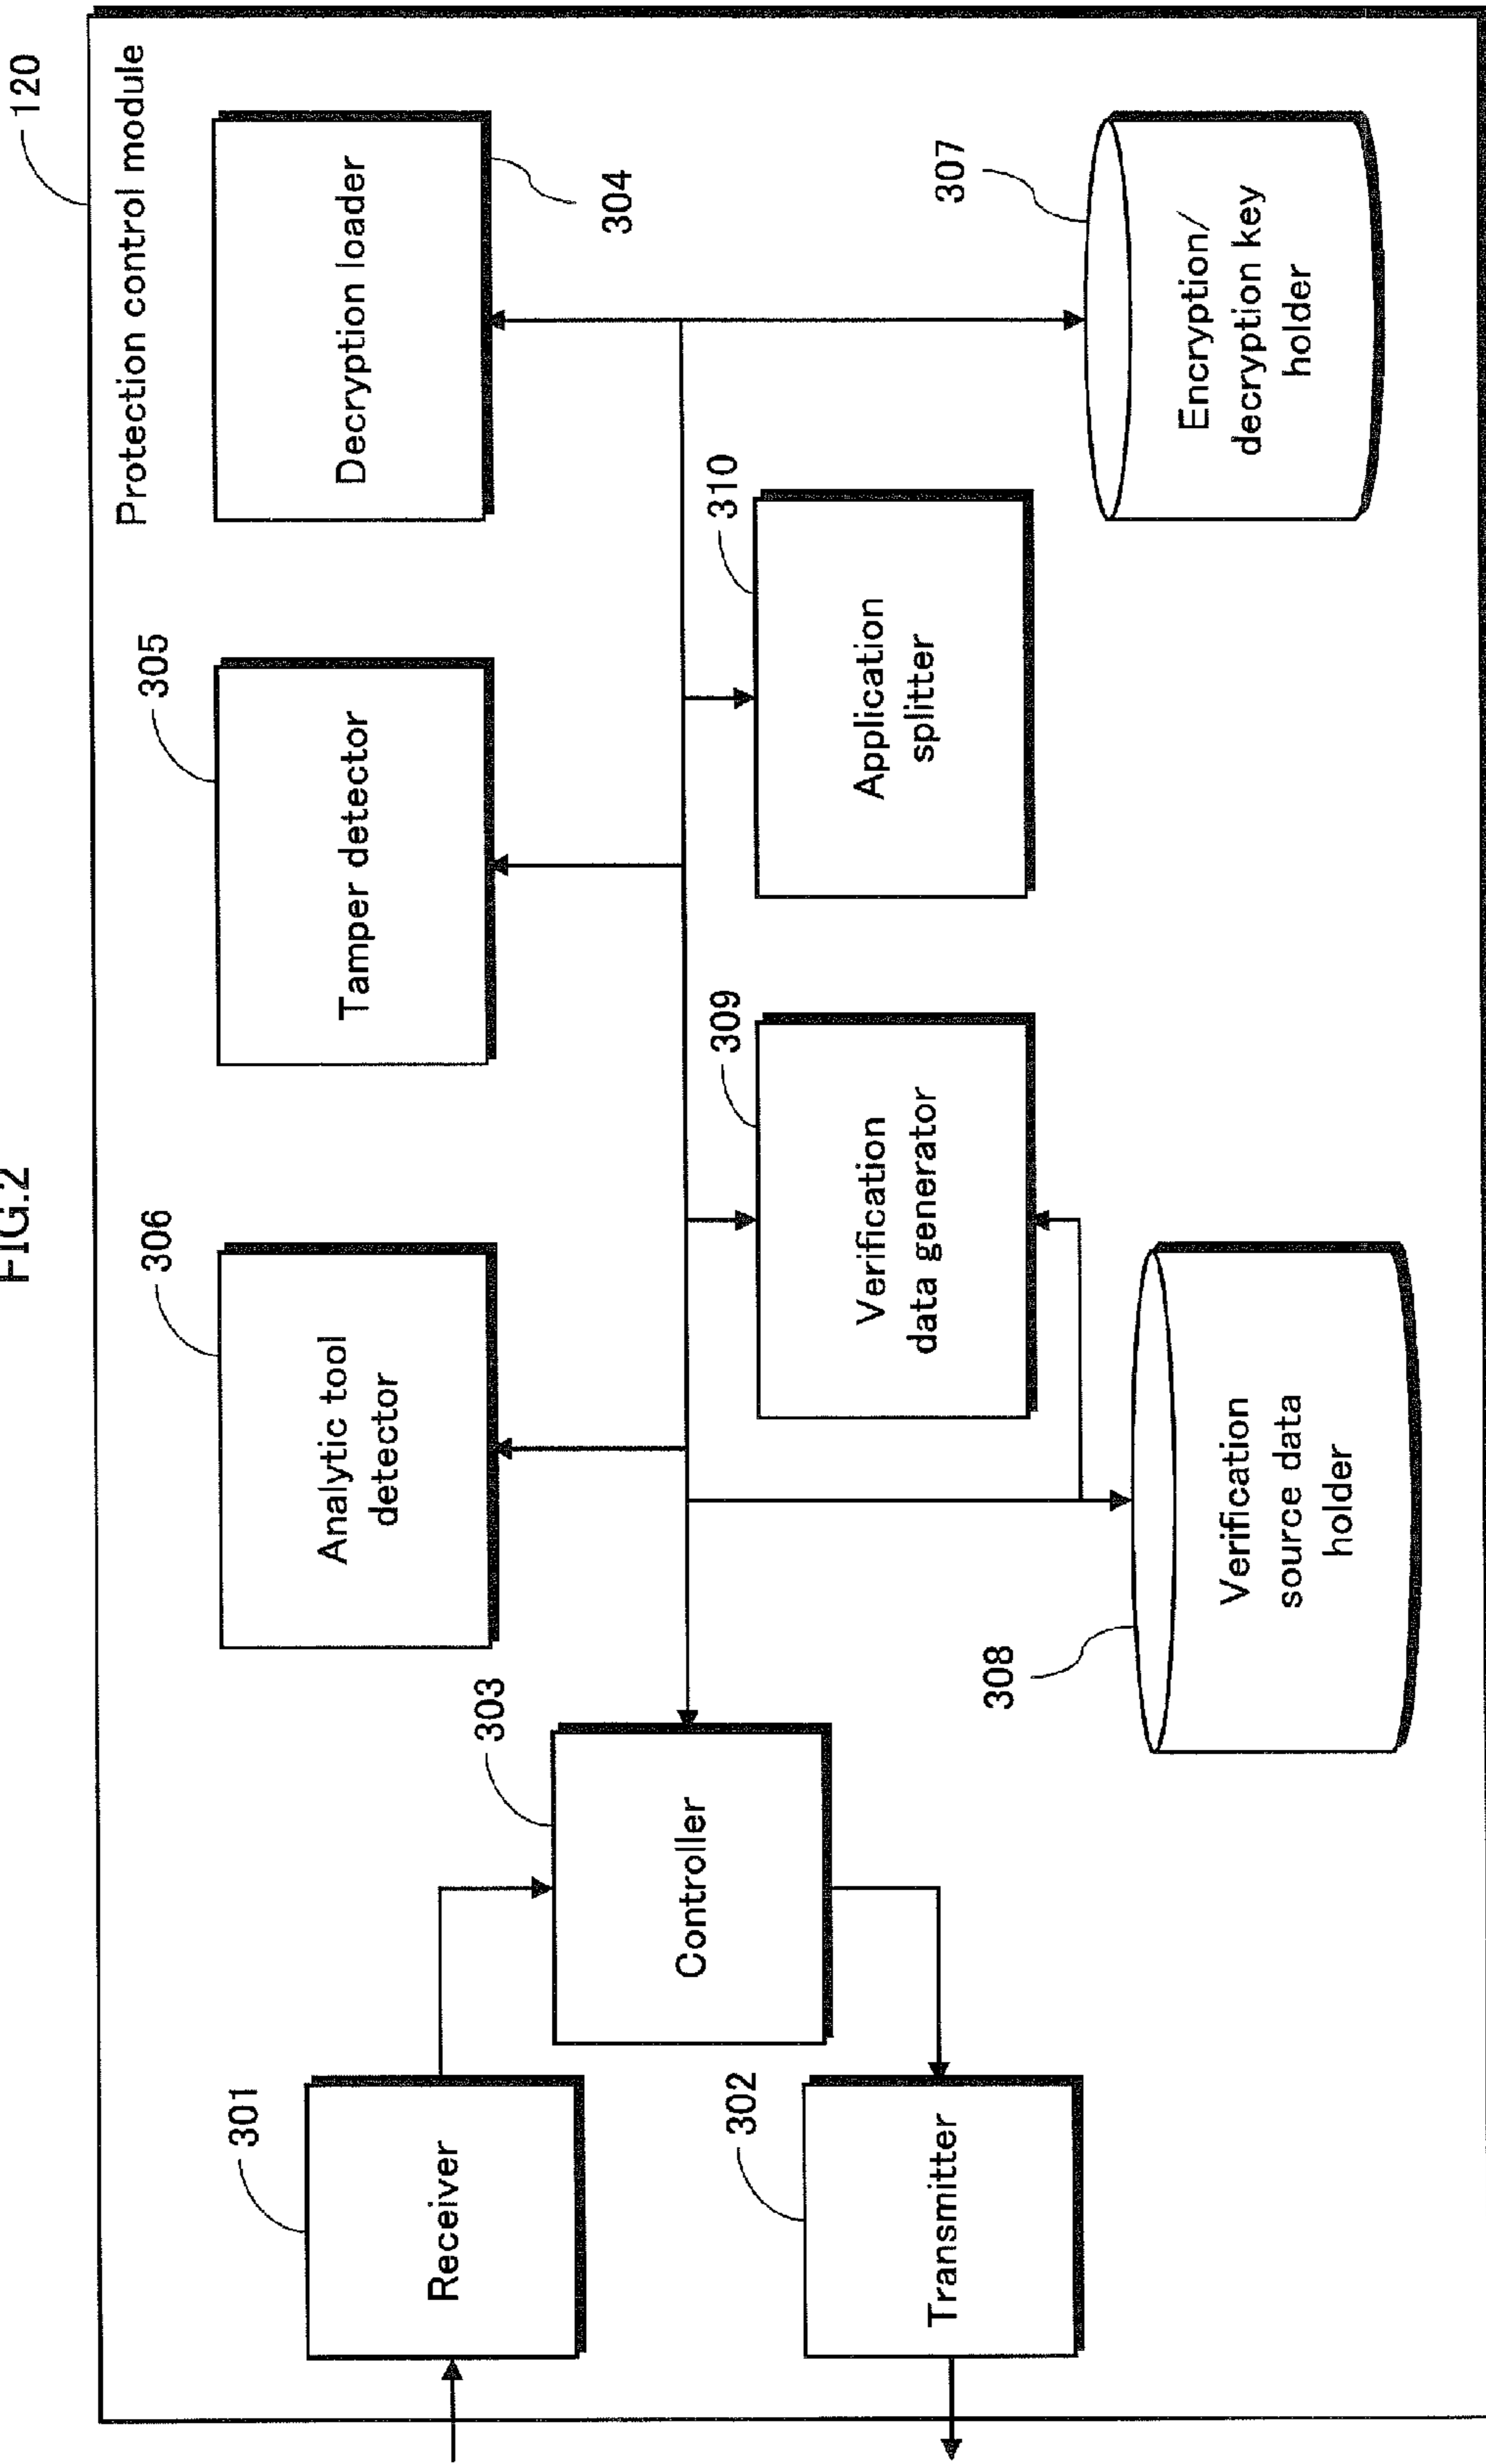 FIG.2
120
Protection control module
306
Analytic tool
detector
305
Tamper detector
Decryption loader
304
301
Receiver
303
Controller
302
Transmitter
309
Verification
data generator
310
Application
splitter
308
Verification
source data
holder
307
Encryption/
decryption key
holder